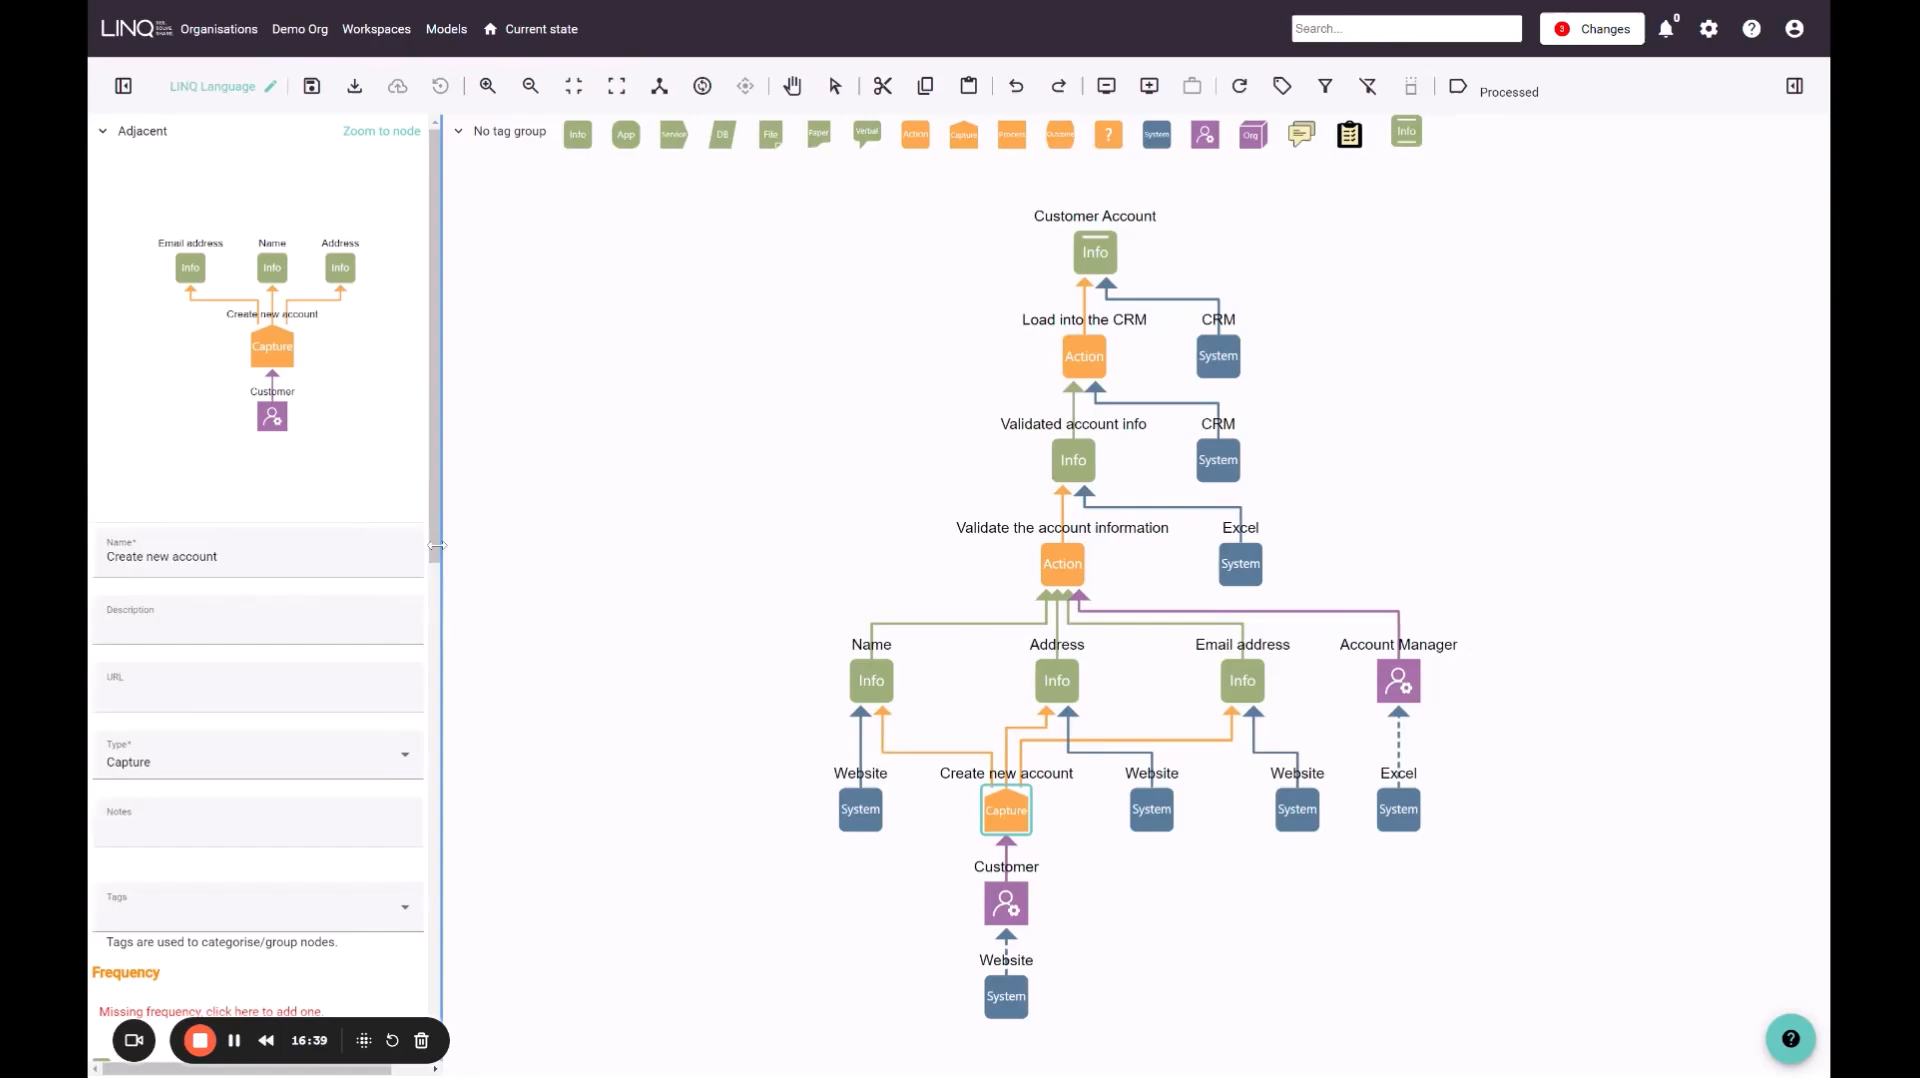 LINQ
Organisations Demo Org Workspaces Models Current state
Search...
3 Changes
0
LINQ Language
Processed
Adjacent
Zoom to node
No tag group
Info App Service DB File Paper Verbal Action Capture Process Outcome ? System Org Info
Email address Name Address
Info Info Info
Create new account
Capture
Customer
Name*
Create new account
Description
URL
Type*
Capture
Notes
Tags
Tags are used to categorise/group nodes.
Frequency
Missing frequency, click here to add one.
16:39
Customer Account
Info
Load into the CRM CRM
Action System
Validated account info CRM
Info System
Validate the account information Excel
Action System
Name Address Email address Account Manager
Info Info Info
Website Create new account Website Website Excel
System Capture System System System
Customer
Website
System